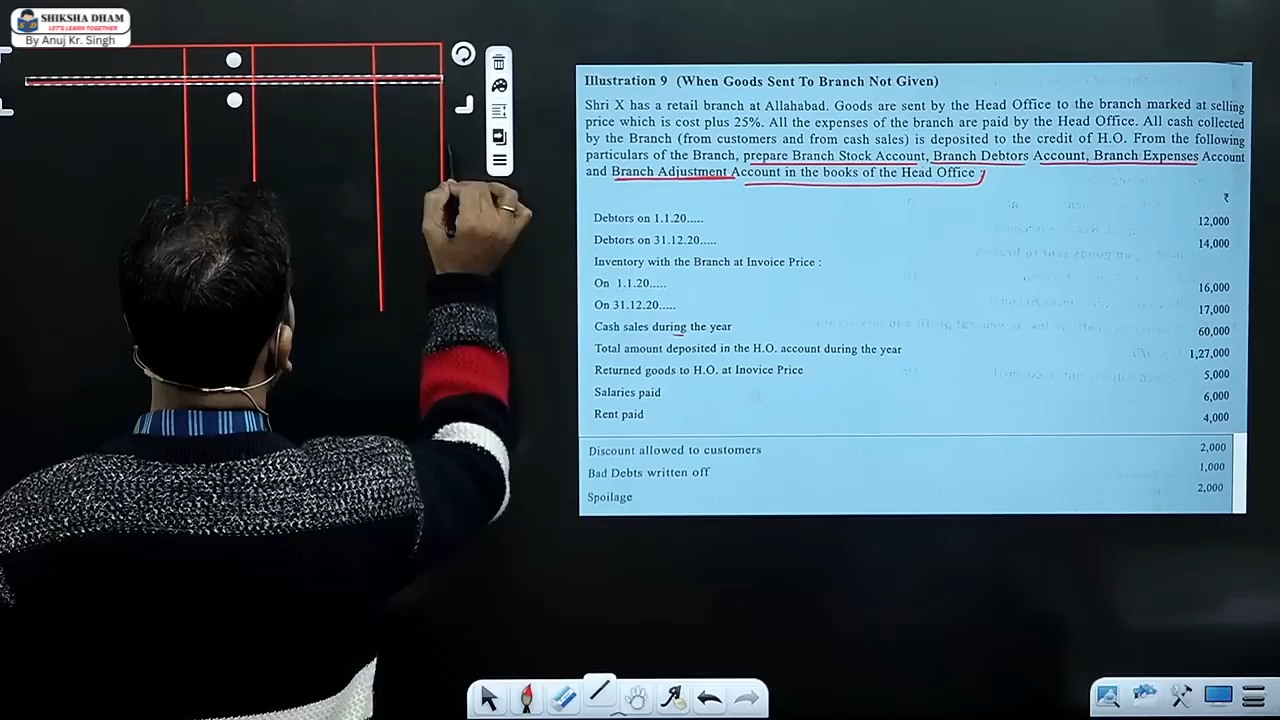 SHIKSHA DHAM
LET'S LEARN TOGETHER
By Anuj Kr. Singh
Illustration 9 (When Goods Sent To Branch Not Given)
Shri X has a retail branch at Allahabad. Goods are sent by the Head Office to the branch marked at selling
price which is cost plus 25%. All the expenses of the branch are paid by the Head Office. All cash collected
by the Branch (from customers and from cash sales) is deposited to the credit of H.O. From the following
particulars of the Branch, prepare Branch Stock Account, Branch Debtors Account, Branch Expenses Account
and Branch Adjustment Account in the books of the Head Office :
₹
Debtors on 1.1.20..... 12,000
Debtors on 31.12.20..... 14,000
Inventory with the Branch at Invoice Price :
On 1.1.20..... 16,000
On 31.12.20..... 17,000
Cash sales during the year 60,000
Total amount deposited in the H.O. account during the year 1,27,000
Returned goods to H.O. at Inovice Price 5,000
Salaries paid 6,000
Rent paid 4,000
Discount allowed to customers 2,000
Bad Debts written off 1,000
Spoilage 2,000